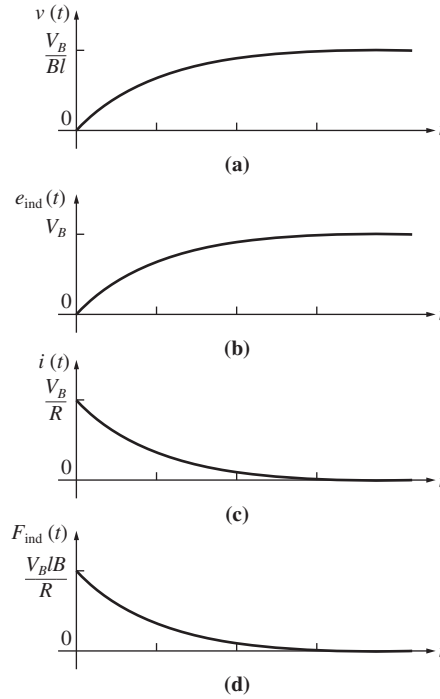 v (t)
V_B
Bl
0
t
(a)
e_ind (t)
V_B
0
t
(b)
i (t)
V_B
R
0
t
(c)
F_ind (t)
V_B lB
R
0
t
(d)